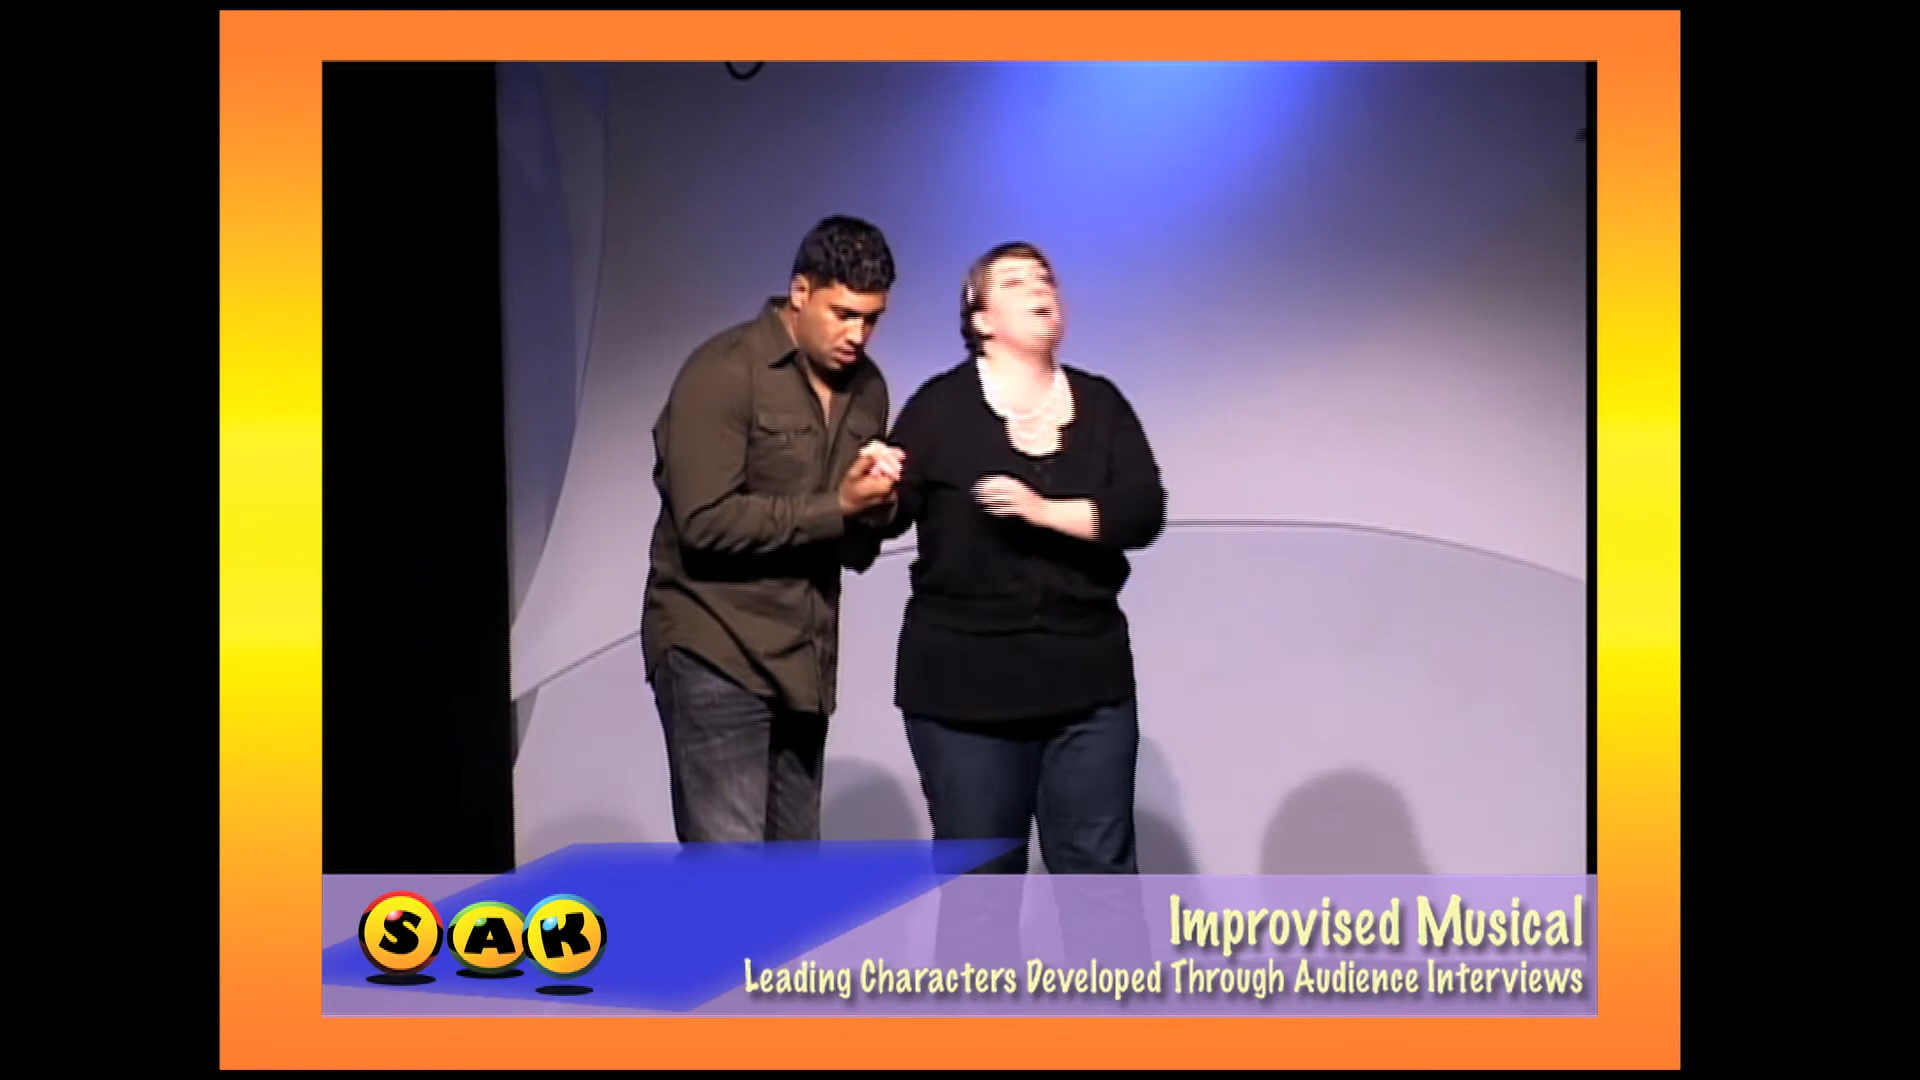 SAK
Improvised Musical
Leading Characters Developed Through Audience Interviews